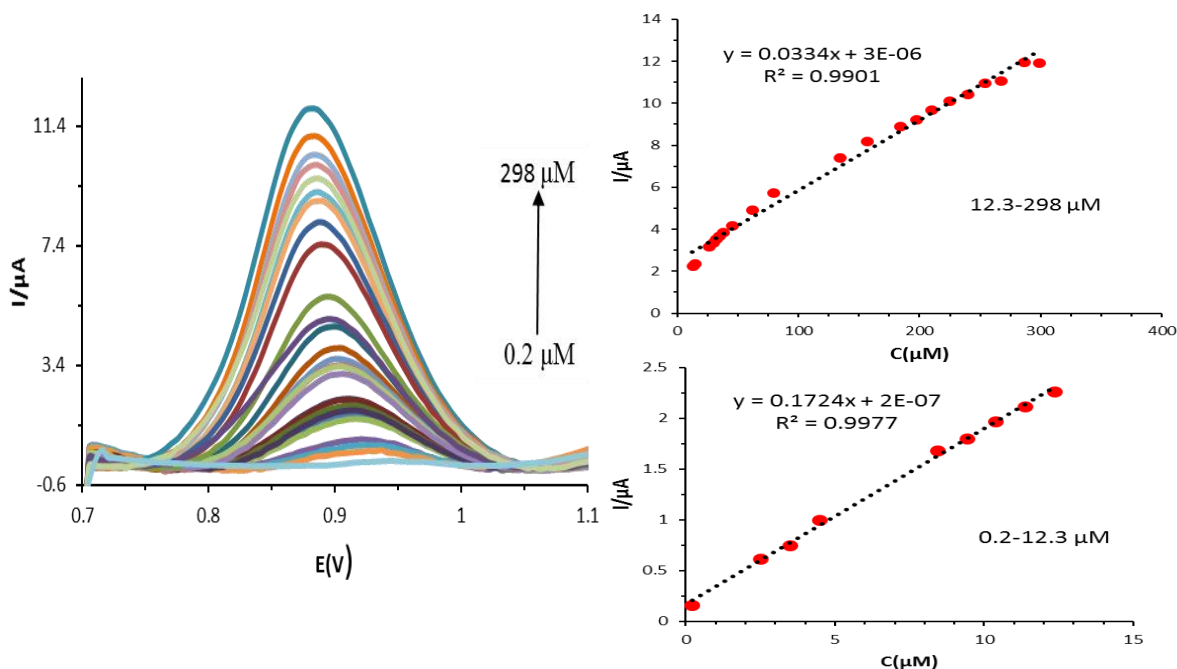 11.4
7.4
3.4
-0.6
I/µA
0.7
0.8
0.9
1
1.1
E(V)
298 µM
0.2 µM
14
12
10
8
6
4
2
0
I/µA
y = 0.0334x + 3E-06
R² = 0.9901
12.3-298 µM
0
100
200
300
400
C(µM)
2.5
2
1.5
1
0.5
0
I/µA
y = 0.1724x + 2E-07
R² = 0.9977
0.2-12.3 µM
0
5
10
15
C(µM)